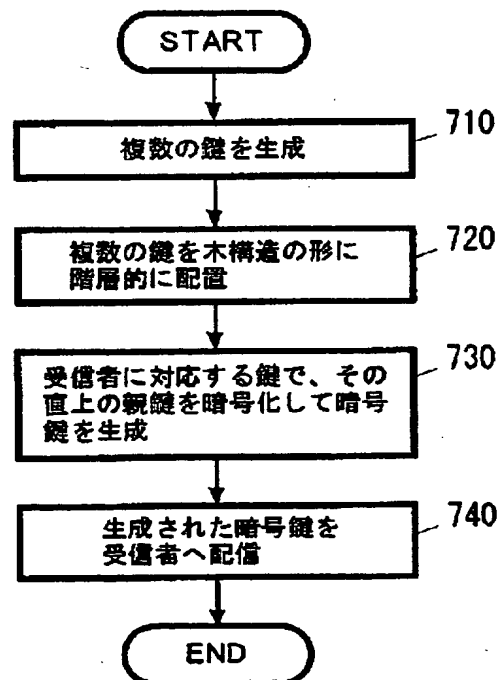 START
複数の鍵を生成
710
複数の鍵を木構造の形に
階層的に配置
720
受信者に対応する鍵で、その
直上の親鍵を暗号化して暗号
鍵を生成
730
生成された暗号鍵を
受信者へ配信
740
END